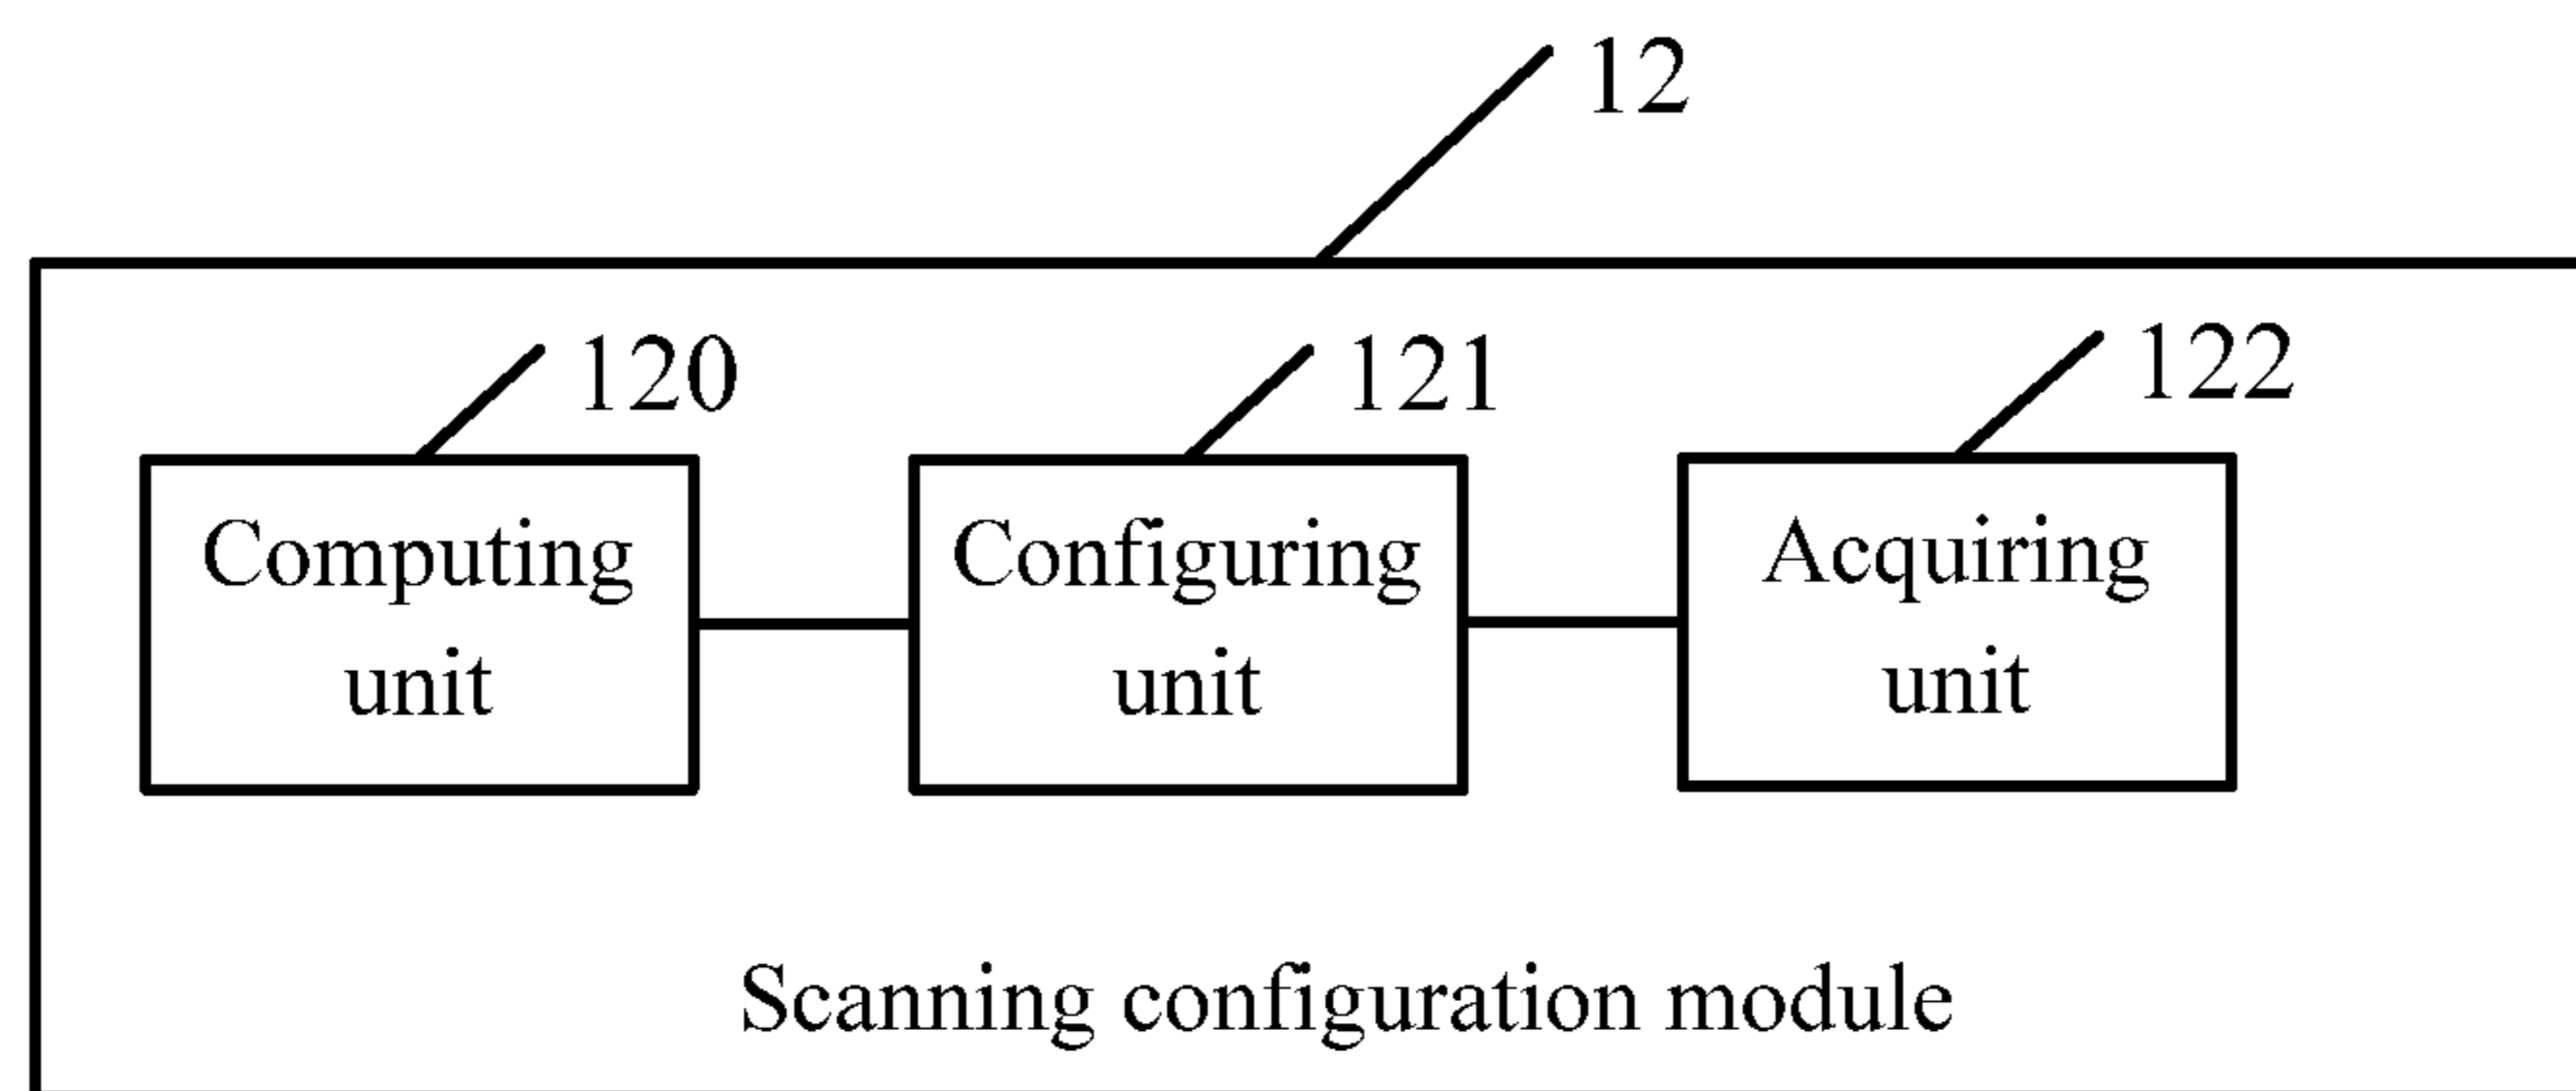 12
120
121
122
Computing
unit
Configuring
unit
Acquiring
unit
Scanning configuration module